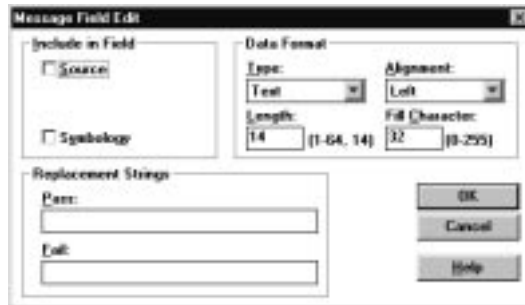 Message Field Edit
Include in Field
Source
Symbology
Data Format
Type:
Alignment:
Text
Left
Length:
Fill Character:
14 (1-64, 14) 32 (0-255)
Replacement Strings
Pass:
Fail:
OK
Cancel
Help